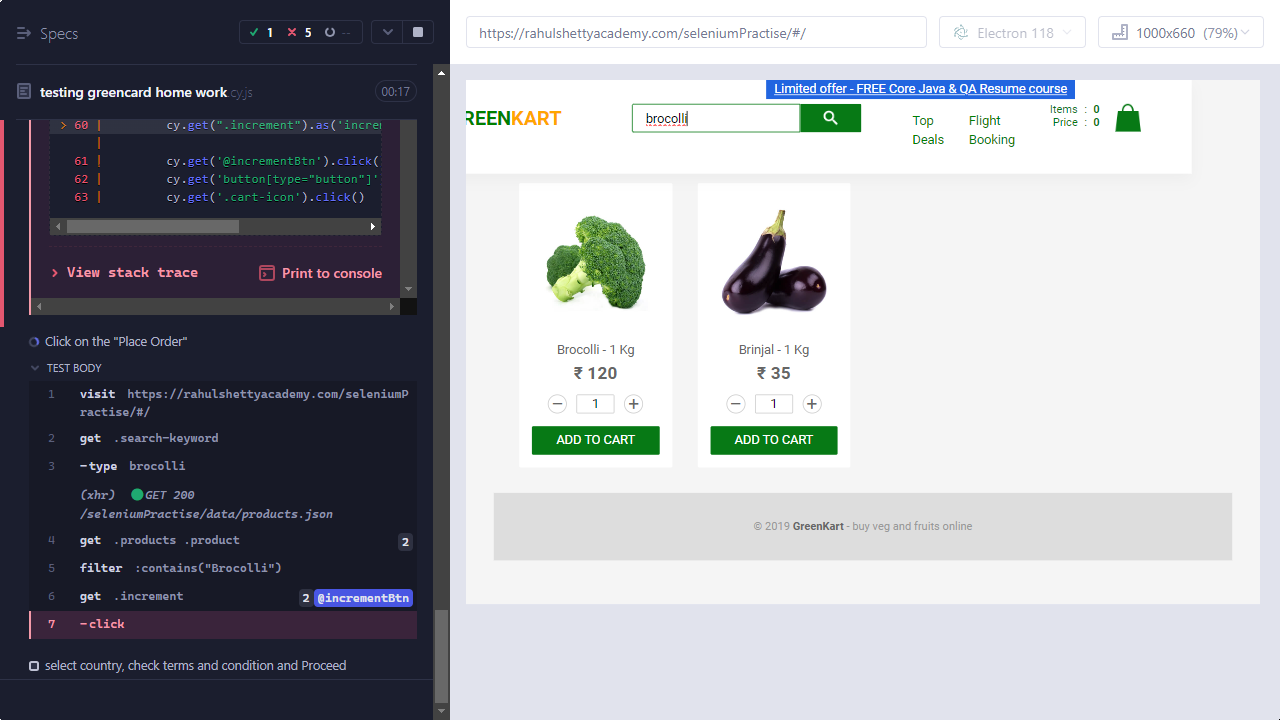 Specs
1 5 --
testing greencard home work cy.js
00:17
> 60 | cy.get(".increment").as('incre
|
61 | cy.get('@incrementBtn').click(
62 | cy.get('button[type="button"]'
63 | cy.get('.cart-icon').click()
> View stack trace
Print to console
Click on the "Place Order"
TEST BODY
1 visit https://rahulshettyacademy.com/seleniumP
ractise/#/
2 get .search-keyword
3 -type brocolli
(xhr) GET 200
/seleniumPractise/data/products.json
4 get .products .product 2
5 filter :contains("Brocolli")
6 get .increment 2 @incrementBtn
7 -click
select country, check terms and condition and Proceed
https://rahulshettyacademy.com/seleniumPractise/#/
Electron 118
1000x660 (79%)
Limited offer - FREE Core Java & QA Resume course
REENKART
brocolli
Top
Deals
Flight
Booking
Items : 0
Price : 0
Brocolli - 1 Kg
₹ 120
− 1 +
ADD TO CART
Brinjal - 1 Kg
₹ 35
− 1 +
ADD TO CART
© 2019 GreenKart - buy veg and fruits online